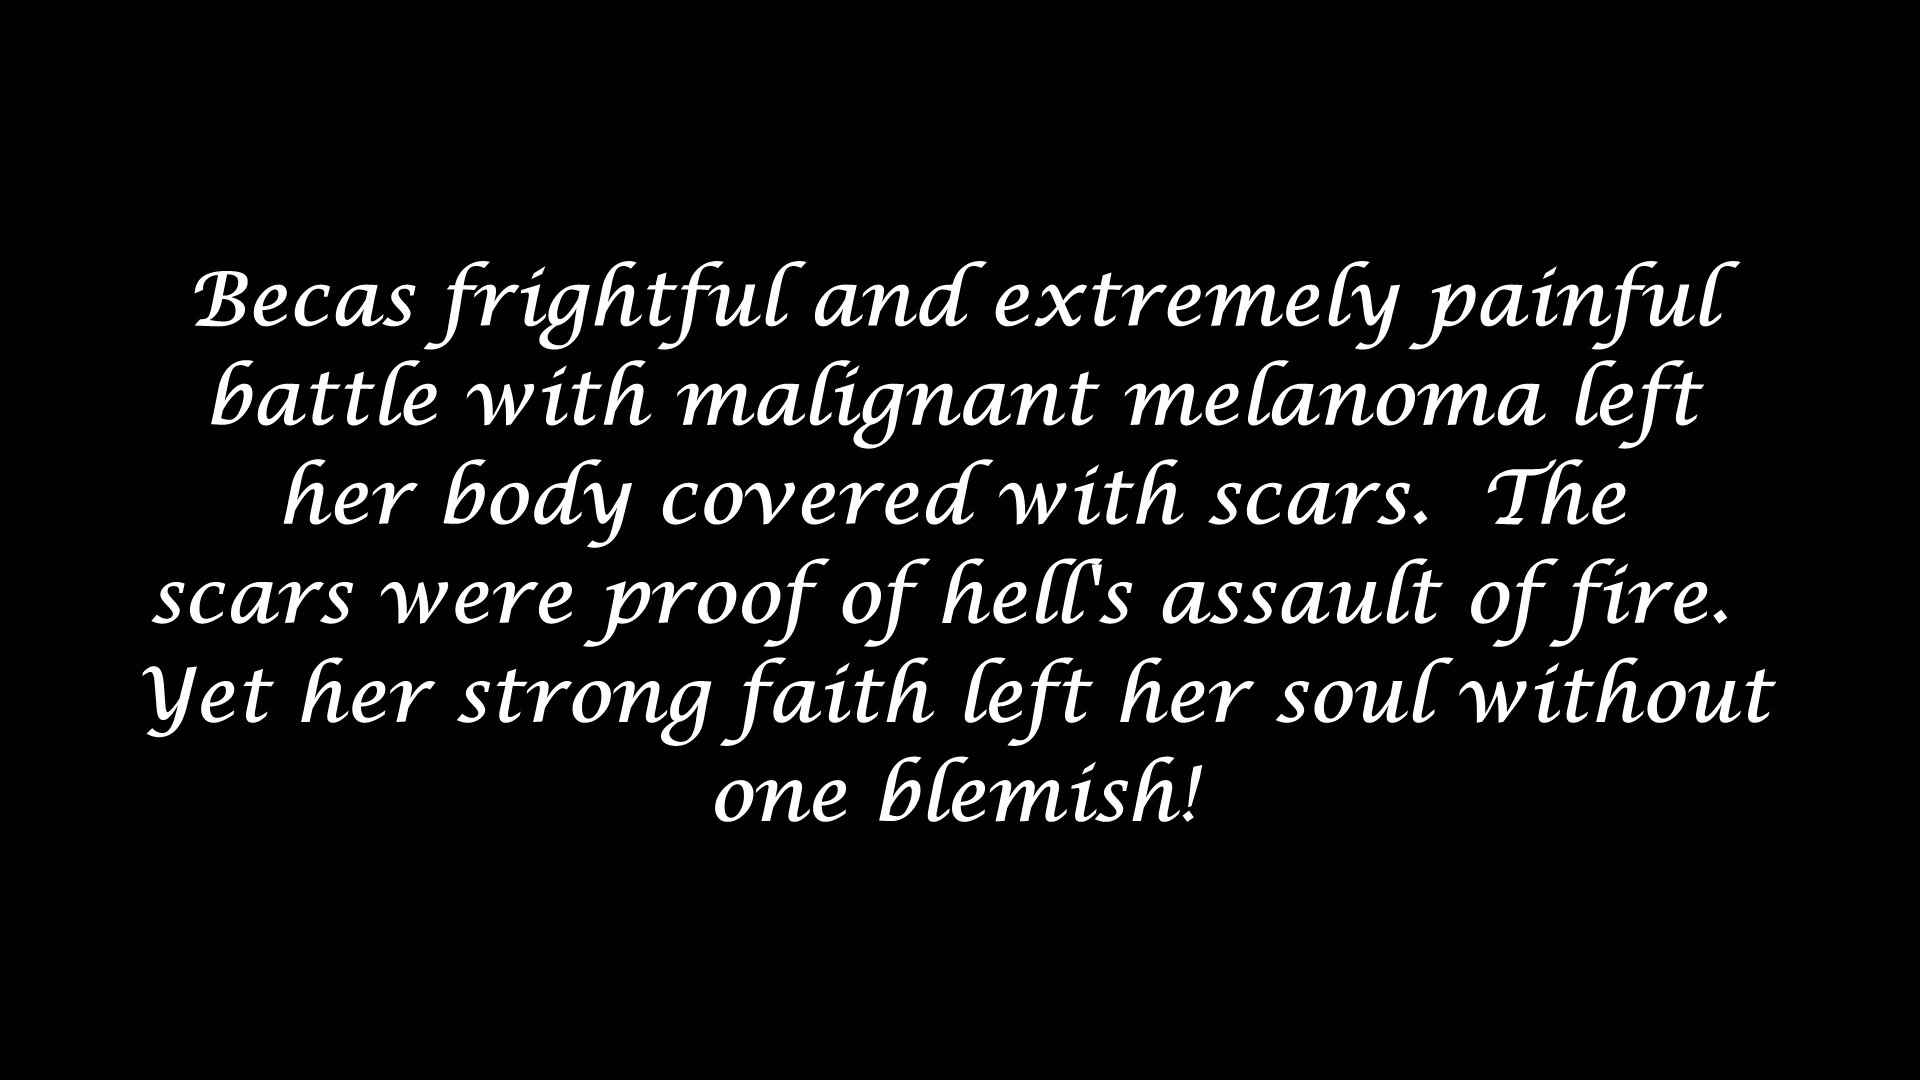 Becas frightful and extremely painful
battle with malignant melanoma left
her body covered with scars.  The
scars were proof of hell's assault of fire.
Yet her strong faith left her soul without
one blemish!